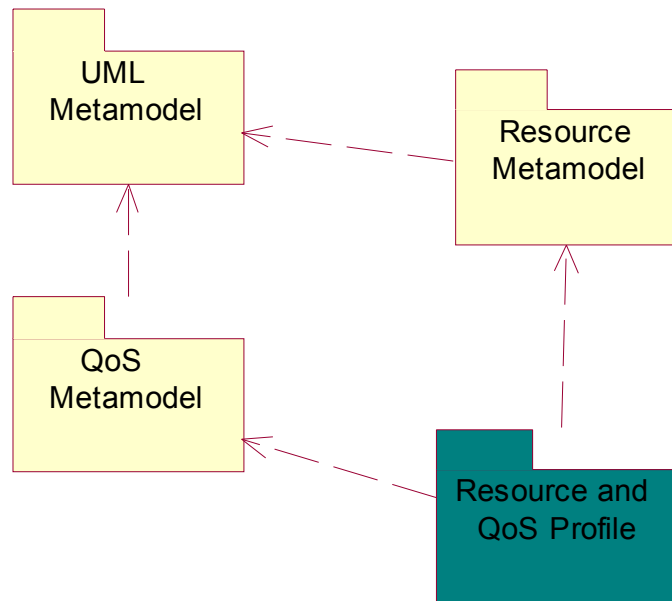 UML
Metamodel
Resource
Metamodel
QoS
Metamodel
Resource and
QoS Profile